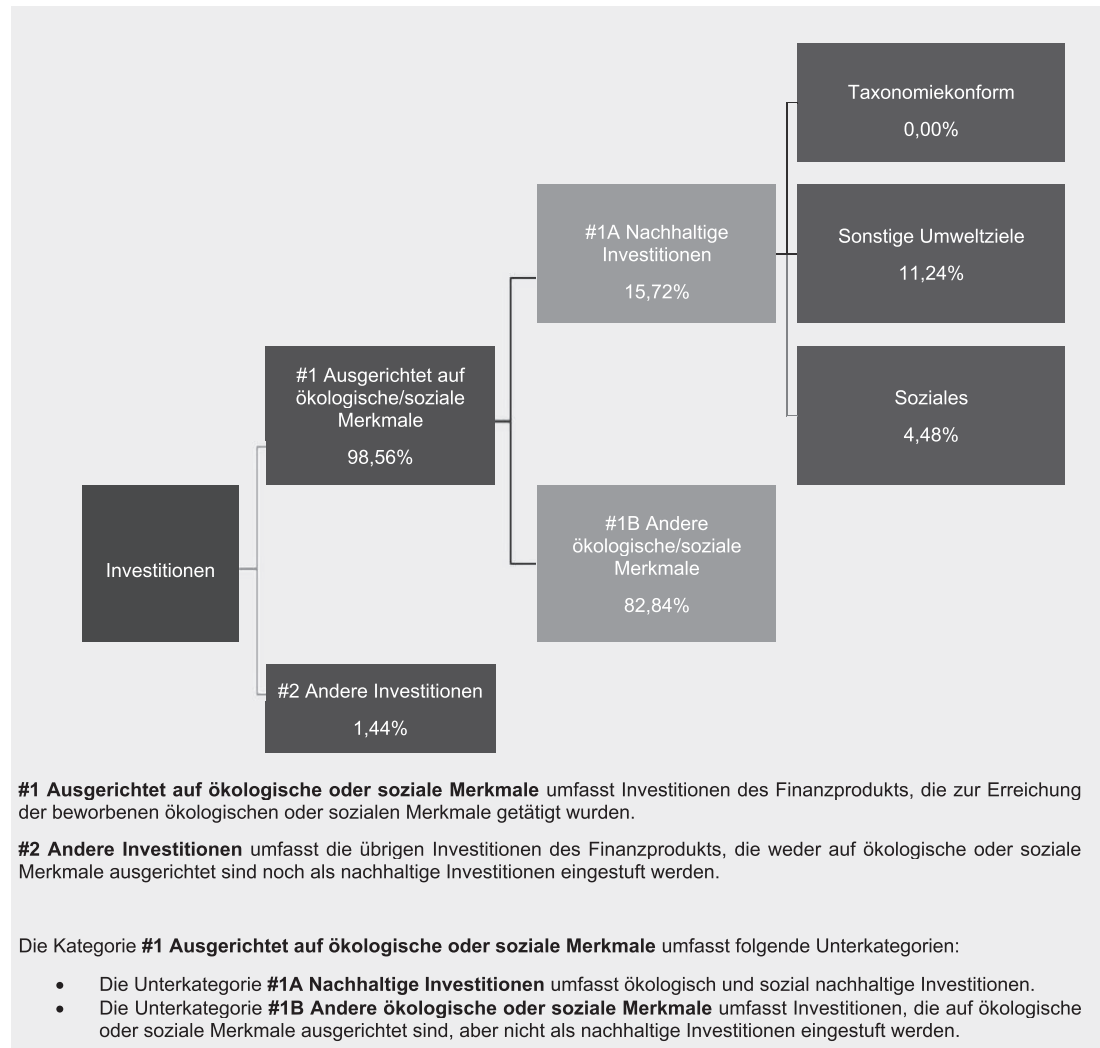 Taxonomiekonform
0,00%
#1A Nachhaltige
Investitionen
15,72%
Sonstige Umweltziele
11,24%
#1 Ausgerichtet auf
ökologische/soziale
Merkmale
98,56%
Soziales
4,48%
Investitionen
#1B Andere
ökologische/soziale
Merkmale
82,84%
#2 Andere Investitionen
1,44%
#1 Ausgerichtet auf ökologische oder soziale Merkmale umfasst Investitionen des Finanzprodukts, die zur Erreichung
der beworbenen ökologischen oder sozialen Merkmale getätigt wurden.
#2 Andere Investitionen umfasst die übrigen Investitionen des Finanzprodukts, die weder auf ökologische oder soziale
Merkmale ausgerichtet sind noch als nachhaltige Investitionen eingestuft werden.
Die Kategorie #1 Ausgerichtet auf ökologische oder soziale Merkmale umfasst folgende Unterkategorien:
• Die Unterkategorie #1A Nachhaltige Investitionen umfasst ökologisch und sozial nachhaltige Investitionen.
• Die Unterkategorie #1B Andere ökologische oder soziale Merkmale umfasst Investitionen, die auf ökologische
oder soziale Merkmale ausgerichtet sind, aber nicht als nachhaltige Investitionen eingestuft werden.